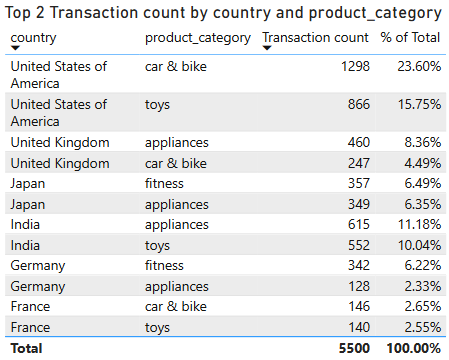 Top 2 Transaction count by country and product_category
country product_category Transaction count % of Total
United States of America car & bike 1298 23.60%
United States of America toys 866 15.75%
United Kingdom appliances 460 8.36%
United Kingdom car & bike 247 4.49%
Japan fitness 357 6.49%
Japan appliances 349 6.35%
India appliances 615 11.18%
India toys 552 10.04%
Germany fitness 342 6.22%
Germany appliances 128 2.33%
France car & bike 146 2.65%
France toys 140 2.55%
Total 5500 100.00%